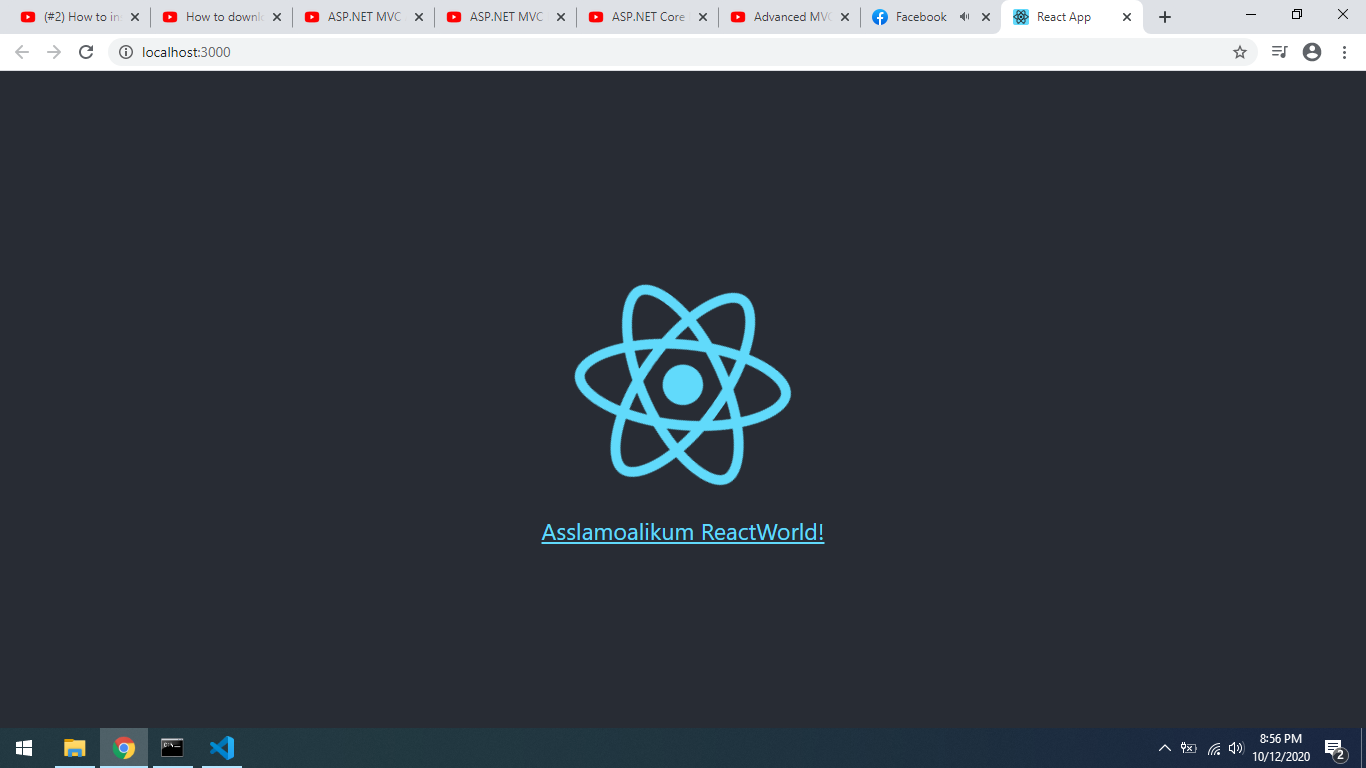 (#2) How to in
How to downl
ASP.NET MVC
ASP.NET MVC
ASP.NET Core
Advanced MVC
Facebook
React App
localhost:3000
Asslamoalikum ReactWorld!
8:56 PM
10/12/2020
2